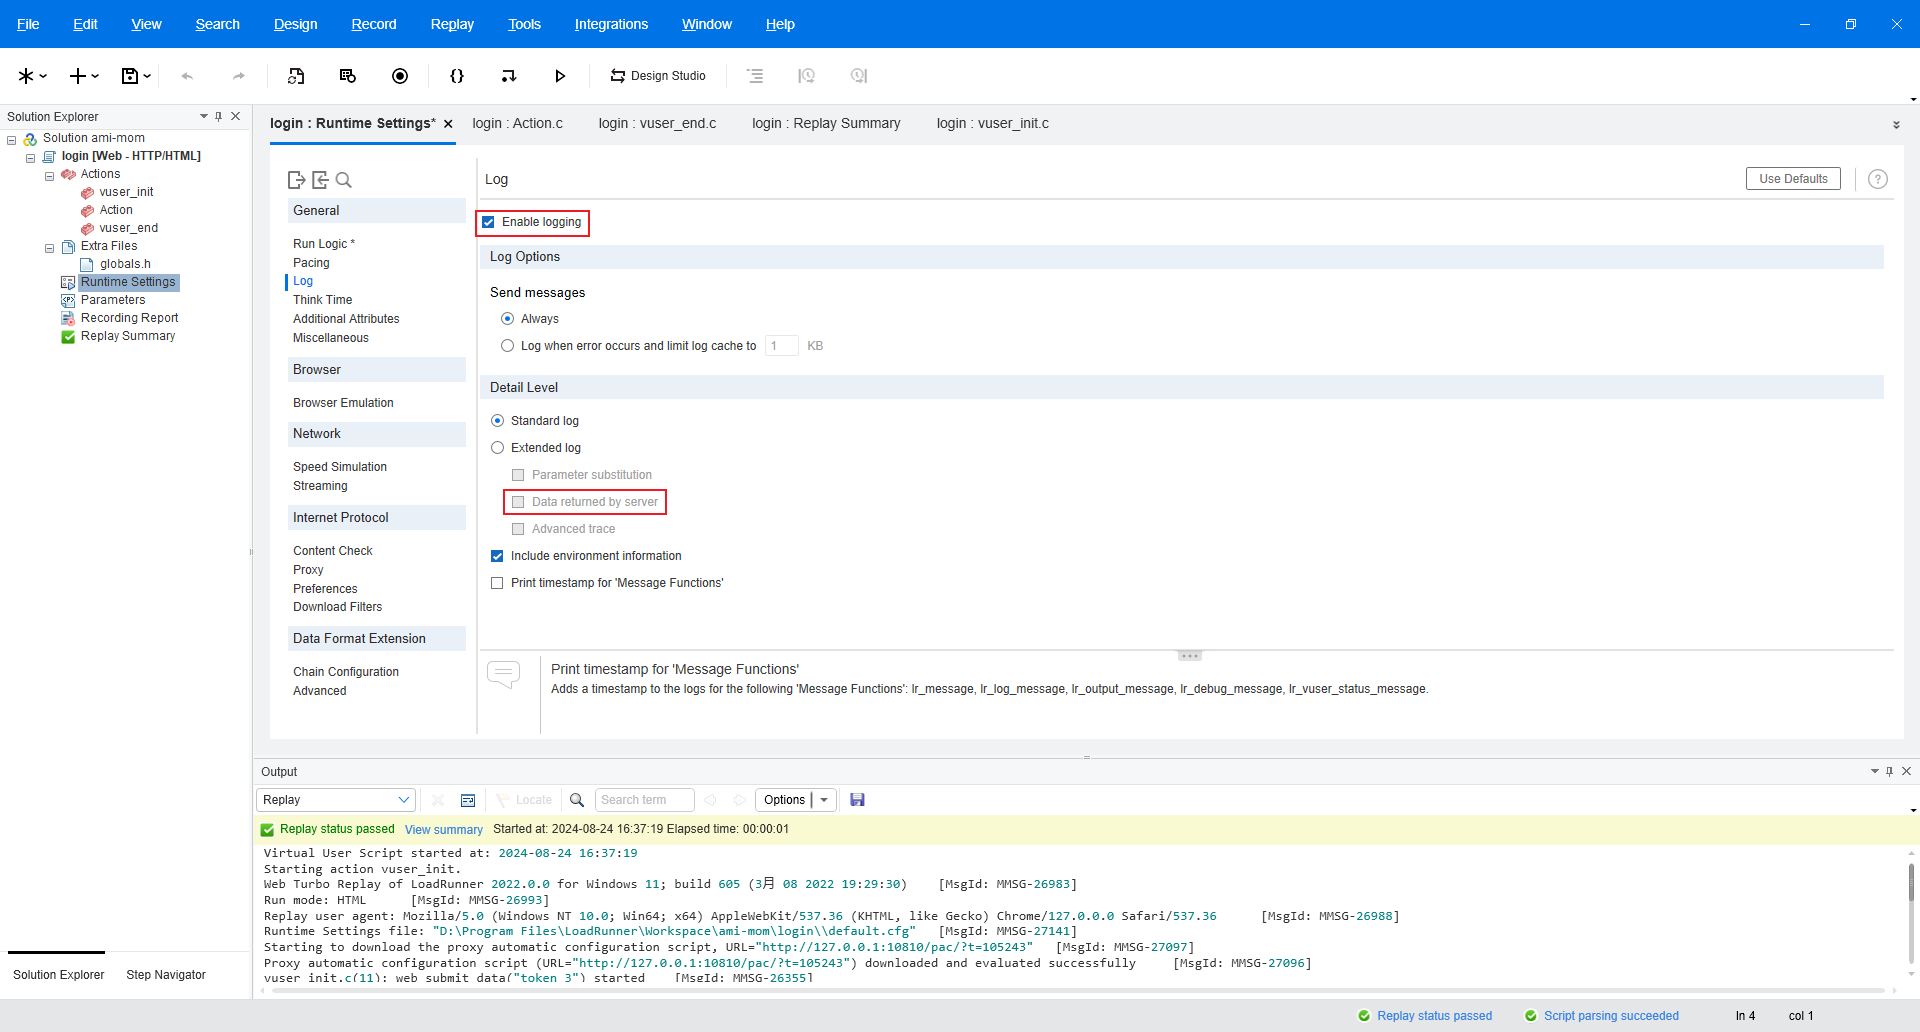 File Edit View Search Design Record Replay Tools Integrations Window Help
Design Studio
Solution Explorer
Solution ami-mom
login [Web - HTTP/HTML]
Actions
vuser_init
Action
vuser_end
Extra Files
globals.h
Runtime Settings
Parameters
Recording Report
Replay Summary
Solution Explorer Step Navigator
login : Runtime Settings* login : Action.c login : vuser_end.c login : Replay Summary login : vuser_init.c
General
Run Logic *
Pacing
Log
Think Time
Additional Attributes
Miscellaneous
Browser
Browser Emulation
Network
Speed Simulation
Streaming
Internet Protocol
Content Check
Proxy
Preferences
Download Filters
Data Format Extension
Chain Configuration
Advanced
Log Use Defaults ?
Enable logging
Log Options
Send messages
Always
Log when error occurs and limit log cache to 1 KB
Detail Level
Standard log
Extended log
Parameter substitution
Data returned by server
Advanced trace
Include environment information
Print timestamp for 'Message Functions'
Print timestamp for 'Message Functions'
Adds a timestamp to the logs for the following 'Message Functions': lr_message, lr_log_message, lr_output_message, lr_debug_message, lr_vuser_status_message.
Output
Replay Locate Search term Options
Replay status passed View summary Started at: 2024-08-24 16:37:19 Elapsed time: 00:00:01
Virtual User Script started at: 2024-08-24 16:37:19
Starting action vuser_init.
Web Turbo Replay of LoadRunner 2022.0.0 for Windows 11; build 605 (3月 08 2022 19:29:30) [MsgId: MMSG-26983]
Run mode: HTML [MsgId: MMSG-26993]
Replay user agent: Mozilla/5.0 (Windows NT 10.0; Win64; x64) AppleWebKit/537.36 (KHTML, like Gecko) Chrome/127.0.0.0 Safari/537.36 [MsgId: MMSG-26988]
Runtime Settings file: "D:\Program Files\LoadRunner\Workspace\ami-mom\login\\default.cfg" [MsgId: MMSG-27141]
Starting to download the proxy automatic configuration script, URL="http://127.0.0.1:10810/pac/?t=105243" [MsgId: MMSG-27097]
Proxy automatic configuration script (URL="http://127.0.0.1:10810/pac/?t=105243") downloaded and evaluated successfully [MsgId: MMSG-27096]
vuser_init.c(11): web_submit_data("token_3") started [MsgId: MMSG-26355]
Replay status passed Script parsing succeeded ln 4 col 1